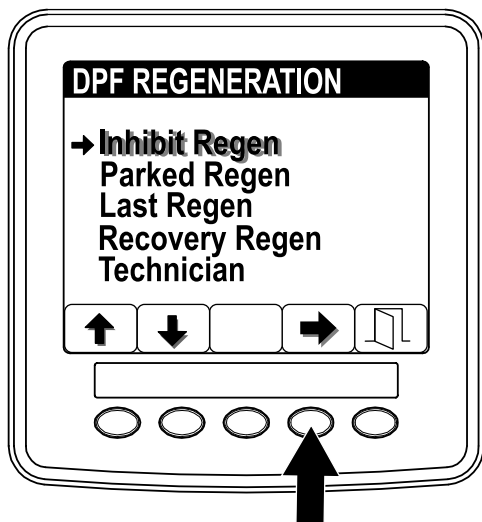 DPF REGENERATION
Inhibit Regen
Parked Regen
Last Regen
Recovery Regen
Technician